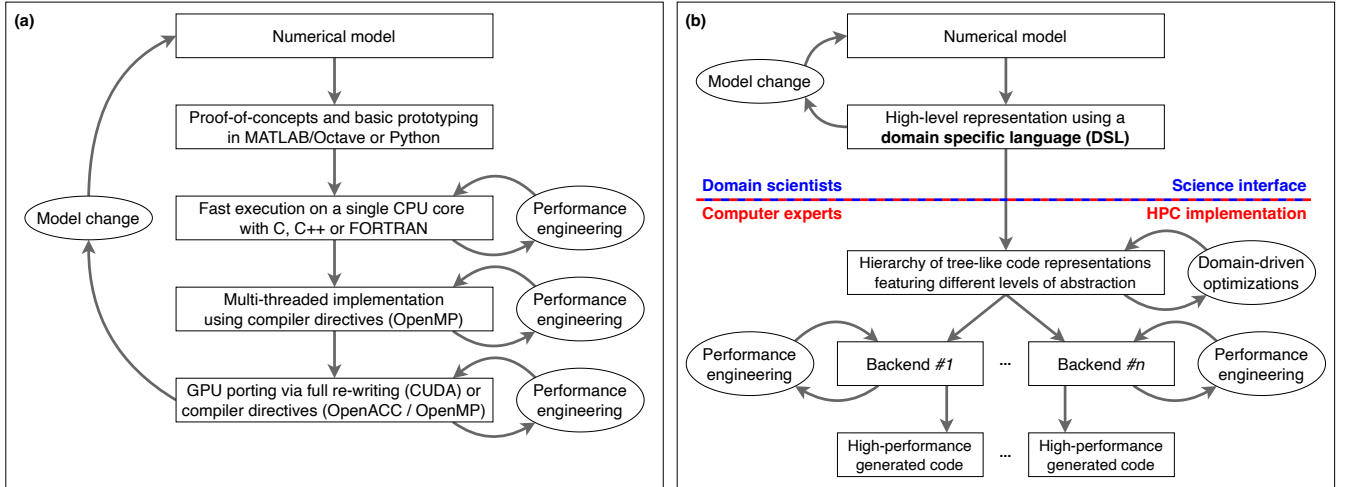 (a)
Numerical model
Proof-of-concepts and basic prototyping
in MATLAB/Octave or Python
Model change
Fast execution on a single CPU core
with C, C++ or FORTRAN
Performance
engineering
Multi-threaded implementation
using compiler directives (OpenMP)
Performance
engineering
GPU porting via full re-writing (CUDA) or
compiler directives (OpenACC / OpenMP)
Performance
engineering
(b)
Numerical model
Model change
High-level representation using a
domain specific language (DSL)
Domain scientists
Science interface
Computer experts
HPC implementation
Hierarchy of tree-like code representations
featuring different levels of abstraction
Domain-driven
optimizations
Performance
engineering
Backend #1
...
Backend #n
Performance
engineering
High-performance
generated code
...
High-performance
generated code